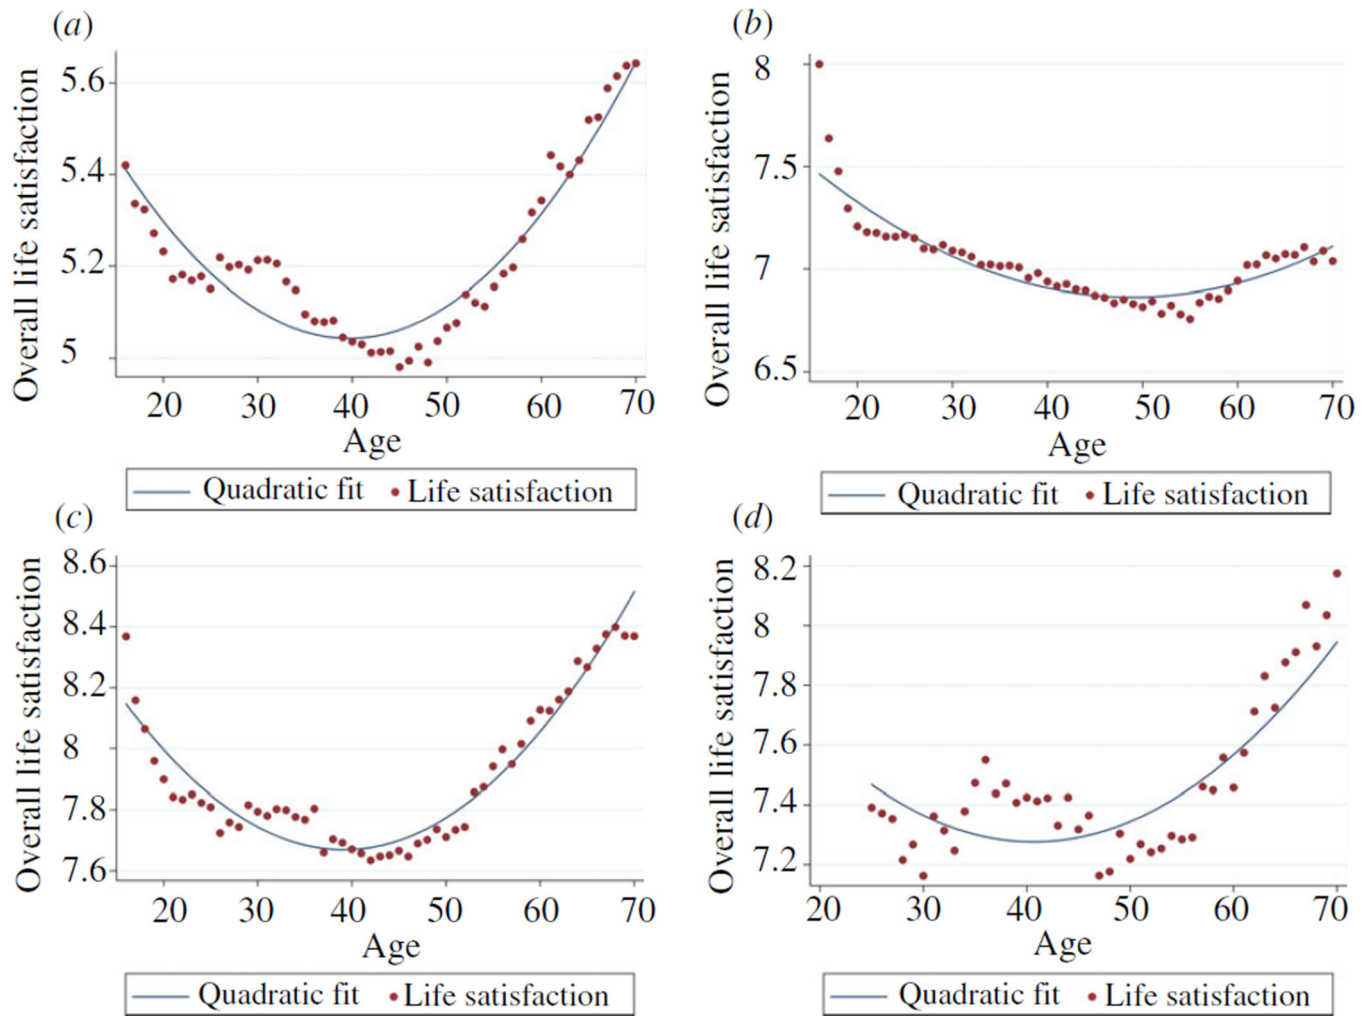 (a)
Overall life satisfaction
5.6
5.4
5.2
5
20 30 40 50 60 70
Age
Quadratic fit Life satisfaction
(b)
Overall life satisfaction
8
7.5
7
6.5
20 30 40 50 60 70
Age
Quadratic fit Life satisfaction
(c)
Overall life satisfaction
8.6
8.4
8.2
8
7.8
7.6
20 30 40 50 60 70
Age
Quadratic fit Life satisfaction
(d)
Overall life satisfaction
8.2
8
7.8
7.6
7.4
7.2
20 30 40 50 60 70
Age
Quadratic fit Life satisfaction